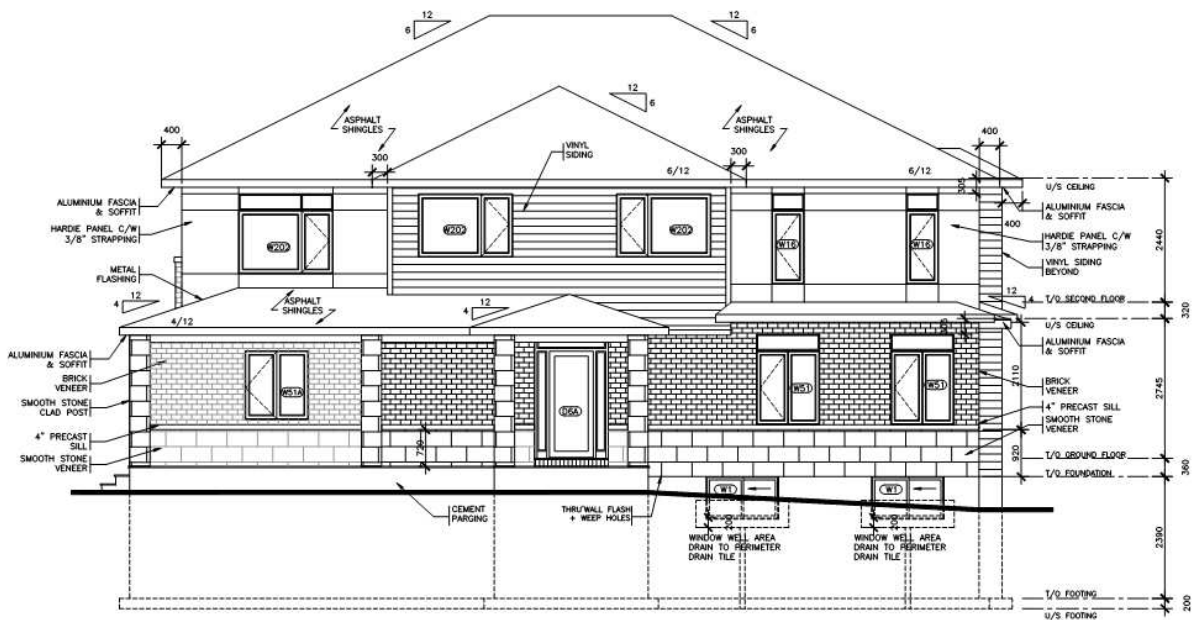 12
6
12
6
12
6
400
ASPHALT
SHINGLES
300
VINYL
SIDING
ASPHALT
SHINGLES
300
400
6/12
6/12
305
U/S CEILING
ALUMINIUM FASCIA
& SOFFIT
ALUMINIUM FASCIA
& SOFFIT
400
HARDIE PANEL C/W
3/8" STRAPPING
W202
W202
W202
W16
W16
HARDIE PANEL C/W
3/8" STRAPPING
2440
VINYL SIDING
BEYOND
METAL
FLASHING
12
4
ASPHALT
SHINGLES
12
4
12
4
T/O SECOND FLOOR
320
4/12
U/S CEILING
305
ALUMINIUM FASCIA
& SOFFIT
ALUMINIUM FASCIA
& SOFFIT
BRICK
VENEER
W51A
D6A
W51
W51
2110
BRICK
VENEER
2745
SMOOTH STONE
CLAD POST
4" PRECAST SILL
SMOOTH STONE
VENEER
4" PRECAST
SILL
SMOOTH STONE
VENEER
720
920
T/O GROUND FLOOR
360
T/O FOUNDATION
W1
W1
CEMENT
PARGING
THRU'WALL FLASH
+ WEEP HOLES
200
200
WINDOW WELL AREA
DRAIN TO PERIMETER
DRAIN TILE
WINDOW WELL AREA
DRAIN TO PERIMETER
DRAIN TILE
2390
T/O FOOTING
200
U/S FOOTING